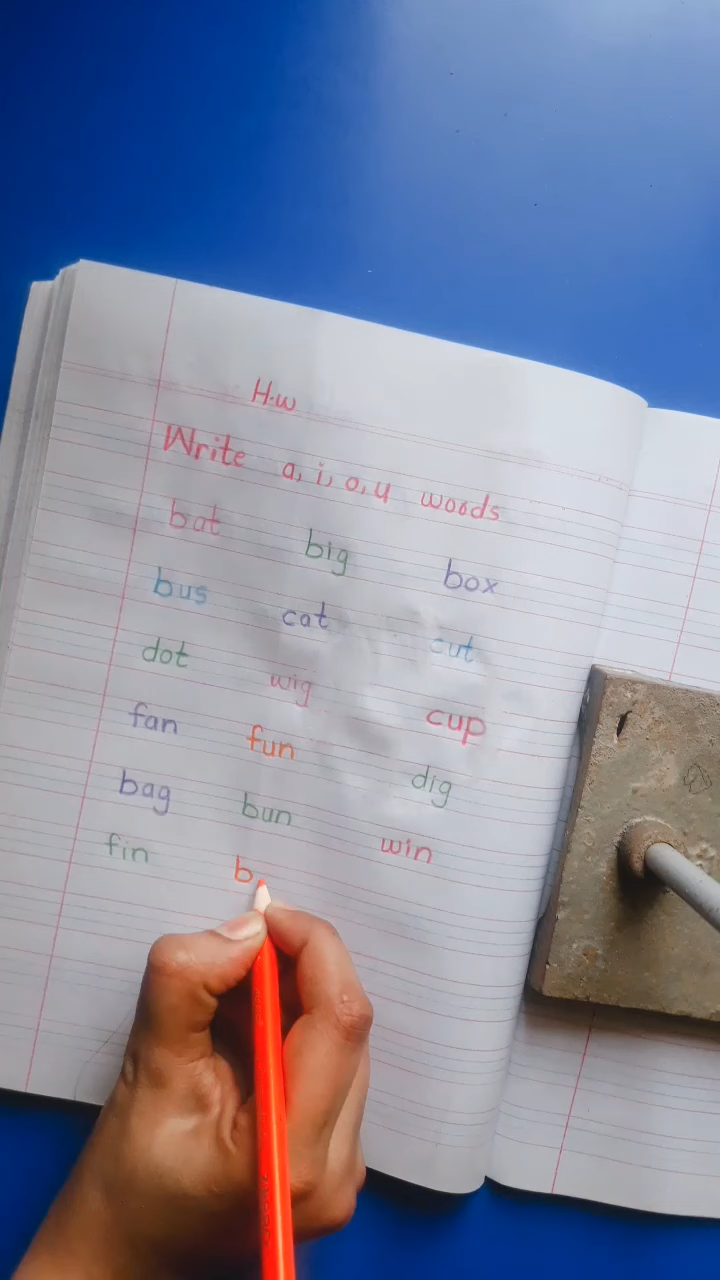 H.w
Write a, i, o, u woods
bat big box
bus cat cut
dot wig cup
fan fun dig
bag bun win
fin b